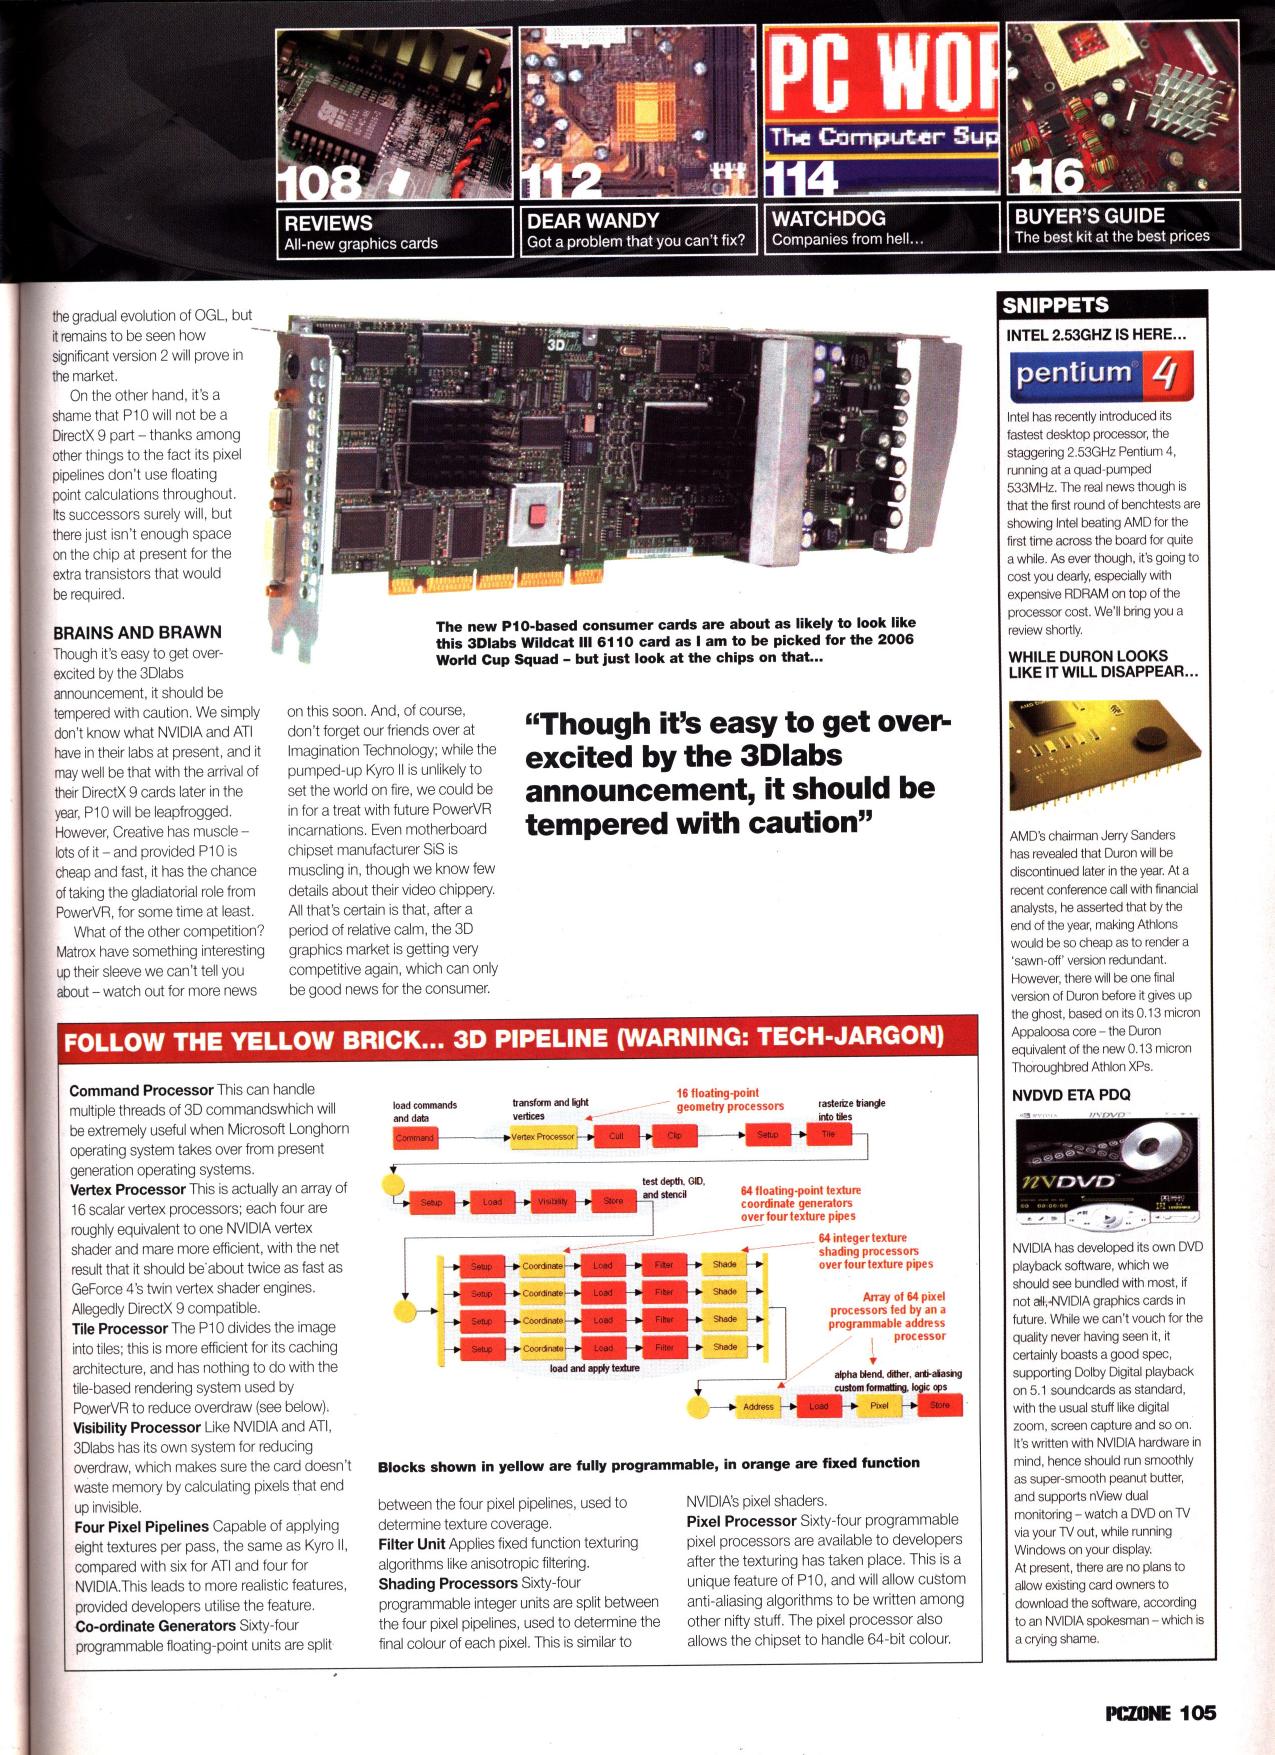 108
REVIEWS
All-new graphics cards
112
DEAR WANDY
Got a problem that you can't fix?
PC WOR
The Computer Sup
114
WATCHDOG
Companies from hell...
116
BUYER'S GUIDE
The best kit at the best prices
the gradual evolution of OGL, but
it remains to be seen how
significant version 2 will prove in
the market.
On the other hand, it's a
shame that P10 will not be a
DirectX 9 part – thanks among
other things to the fact its pixel
pipelines don't use floating
point calculations throughout.
Its successors surely will, but
there just isn't enough space
on the chip at present for the
extra transistors that would
be required.
BRAINS AND BRAWN
Though it's easy to get over-
excited by the 3Dlabs
announcement, it should be
tempered with caution. We simply
don't know what NVIDIA and ATI
have in their labs at present, and it
may well be that with the arrival of
their DirectX 9 cards later in the
year, P10 will be leapfrogged.
However, Creative has muscle –
lots of it – and provided P10 is
cheap and fast, it has the chance
of taking the gladiatorial role from
PowerVR, for some time at least.
What of the other competition?
Matrox have something interesting
up their sleeve we can't tell you
about – watch out for more news
3Dlabs
The new P10-based consumer cards are about as likely to look like
this 3Dlabs Wildcat III 6110 card as I am to be picked for the 2006
World Cup Squad – but just look at the chips on that...
on this soon. And, of course,
don't forget our friends over at
Imagination Technology; while the
pumped-up Kyro II is unlikely to
set the world on fire, we could be
in for a treat with future PowerVR
incarnations. Even motherboard
chipset manufacturer SiS is
muscling in, though we know few
details about their video chippery.
All that's certain is that, after a
period of relative calm, the 3D
graphics market is getting very
competitive again, which can only
be good news for the consumer.
“Though it's easy to get over-
excited by the 3Dlabs
announcement, it should be
tempered with caution”
FOLLOW THE YELLOW BRICK... 3D PIPELINE (WARNING: TECH-JARGON)
Command Processor This can handle
multiple threads of 3D commandswhich will
be extremely useful when Microsoft Longhorn
operating system takes over from present
generation operating systems.
Vertex Processor This is actually an array of
16 scalar vertex processors; each four are
roughly equivalent to one NVIDIA vertex
shader and mare more efficient, with the net
result that it should be about twice as fast as
GeForce 4's twin vertex shader engines.
Allegedly DirectX 9 compatible.
Tile Processor The P10 divides the image
into tiles; this is more efficient for its caching
architecture, and has nothing to do with the
tile-based rendering system used by
PowerVR to reduce overdraw (see below).
Visibility Processor Like NVIDIA and ATI,
3Dlabs has its own system for reducing
overdraw, which makes sure the card doesn't
waste memory by calculating pixels that end
up invisible.
Four Pixel Pipelines Capable of applying
eight textures per pass, the same as Kyro II,
compared with six for ATI and four for
NVIDIA.This leads to more realistic features,
provided developers utilise the feature.
Co-ordinate Generators Sixty-four
programmable floating-point units are split
load commands
and data
transform and light
vertices
16 floating-point
geometry processors
rasterize triangle
into tiles
Command
Vertex Processor
Cull
Clip
Setup
Tile
test depth, GID,
and stencil
Setup
Load
Visibility
Store
64 floating-point texture
coordinate generators
over four texture pipes
64 integer texture
shading processors
over four texture pipes
Setup Coordinate Load Filter Shade
Setup Coordinate Load Filter Shade
Setup Coordinate Load Filter Shade
Setup Coordinate Load Filter Shade
load and apply texture
Array of 64 pixel
processors fed by an a
programmable address
processor
alpha blend, dither, anti-aliasing
custom formatting, logic ops
Address
Load
Pixel
Store
Blocks shown in yellow are fully programmable, in orange are fixed function
between the four pixel pipelines, used to
determine texture coverage.
Filter Unit Applies fixed function texturing
algorithms like anisotropic filtering.
Shading Processors Sixty-four
programmable integer units are split between
the four pixel pipelines, used to determine the
final colour of each pixel. This is similar to
NVIDIA's pixel shaders.
Pixel Processor Sixty-four programmable
pixel processors are available to developers
after the texturing has taken place. This is a
unique feature of P10, and will allow custom
anti-aliasing algorithms to be written among
other nifty stuff. The pixel processor also
allows the chipset to handle 64-bit colour.
SNIPPETS
INTEL 2.53GHZ IS HERE...
pentium 4
Intel has recently introduced its
fastest desktop processor, the
staggering 2.53GHz Pentium 4,
running at a quad-pumped
533MHz. The real news though is
that the first round of benchtests are
showing Intel beating AMD for the
first time across the board for quite
a while. As ever though, it's going to
cost you dearly, especially with
expensive RDRAM on top of the
processor cost. We'll bring you a
review shortly.
WHILE DURON LOOKS
LIKE IT WILL DISAPPEAR...
AMD's chairman Jerry Sanders
has revealed that Duron will be
discontinued later in the year. At a
recent conference call with financial
analysts, he asserted that by the
end of the year, making Athlons
would be so cheap as to render a
'sawn-off' version redundant.
However, there will be one final
version of Duron before it gives up
the ghost, based on its 0.13 micron
Appaloosa core – the Duron
equivalent of the new 0.13 micron
Thoroughbred Athlon XPs.
NVDVD ETA PDQ
NVDVD
NVDVD
NVIDIA has developed its own DVD
playback software, which we
should see bundled with most, if
not all, NVIDIA graphics cards in
future. While we can't vouch for the
quality never having seen it, it
certainly boasts a good spec,
supporting Dolby Digital playback
on 5.1 soundcards as standard,
with the usual stuff like digital
zoom, screen capture and so on.
It's written with NVIDIA hardware in
mind, hence should run smoothly
as super-smooth peanut butter,
and supports nView dual
monitoring – watch a DVD on TV
via your TV out, while running
Windows on your display.
At present, there are no plans to
allow existing card owners to
download the software, according
to an NVIDIA spokesman – which is
a crying shame.
PCZONE 105